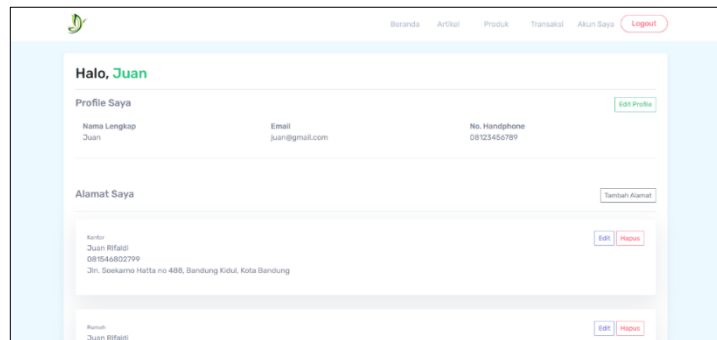 Beranda Artikel Produk Transaksi Akun Saya Logout
Halo, Juan
Profile Saya Edit Profile
Nama Lengkap Email No. Handphone
Juan juan@gmail.com 08123456789
Alamat Saya Tambah Alamat
Kantor Edit Hapus
Juan Rifaldi
081546802799
Jln. Soekarno Hatta no 488, Bandung Kidul, Kota Bandung
Rumah Edit Hapus
Juan Rifaldi